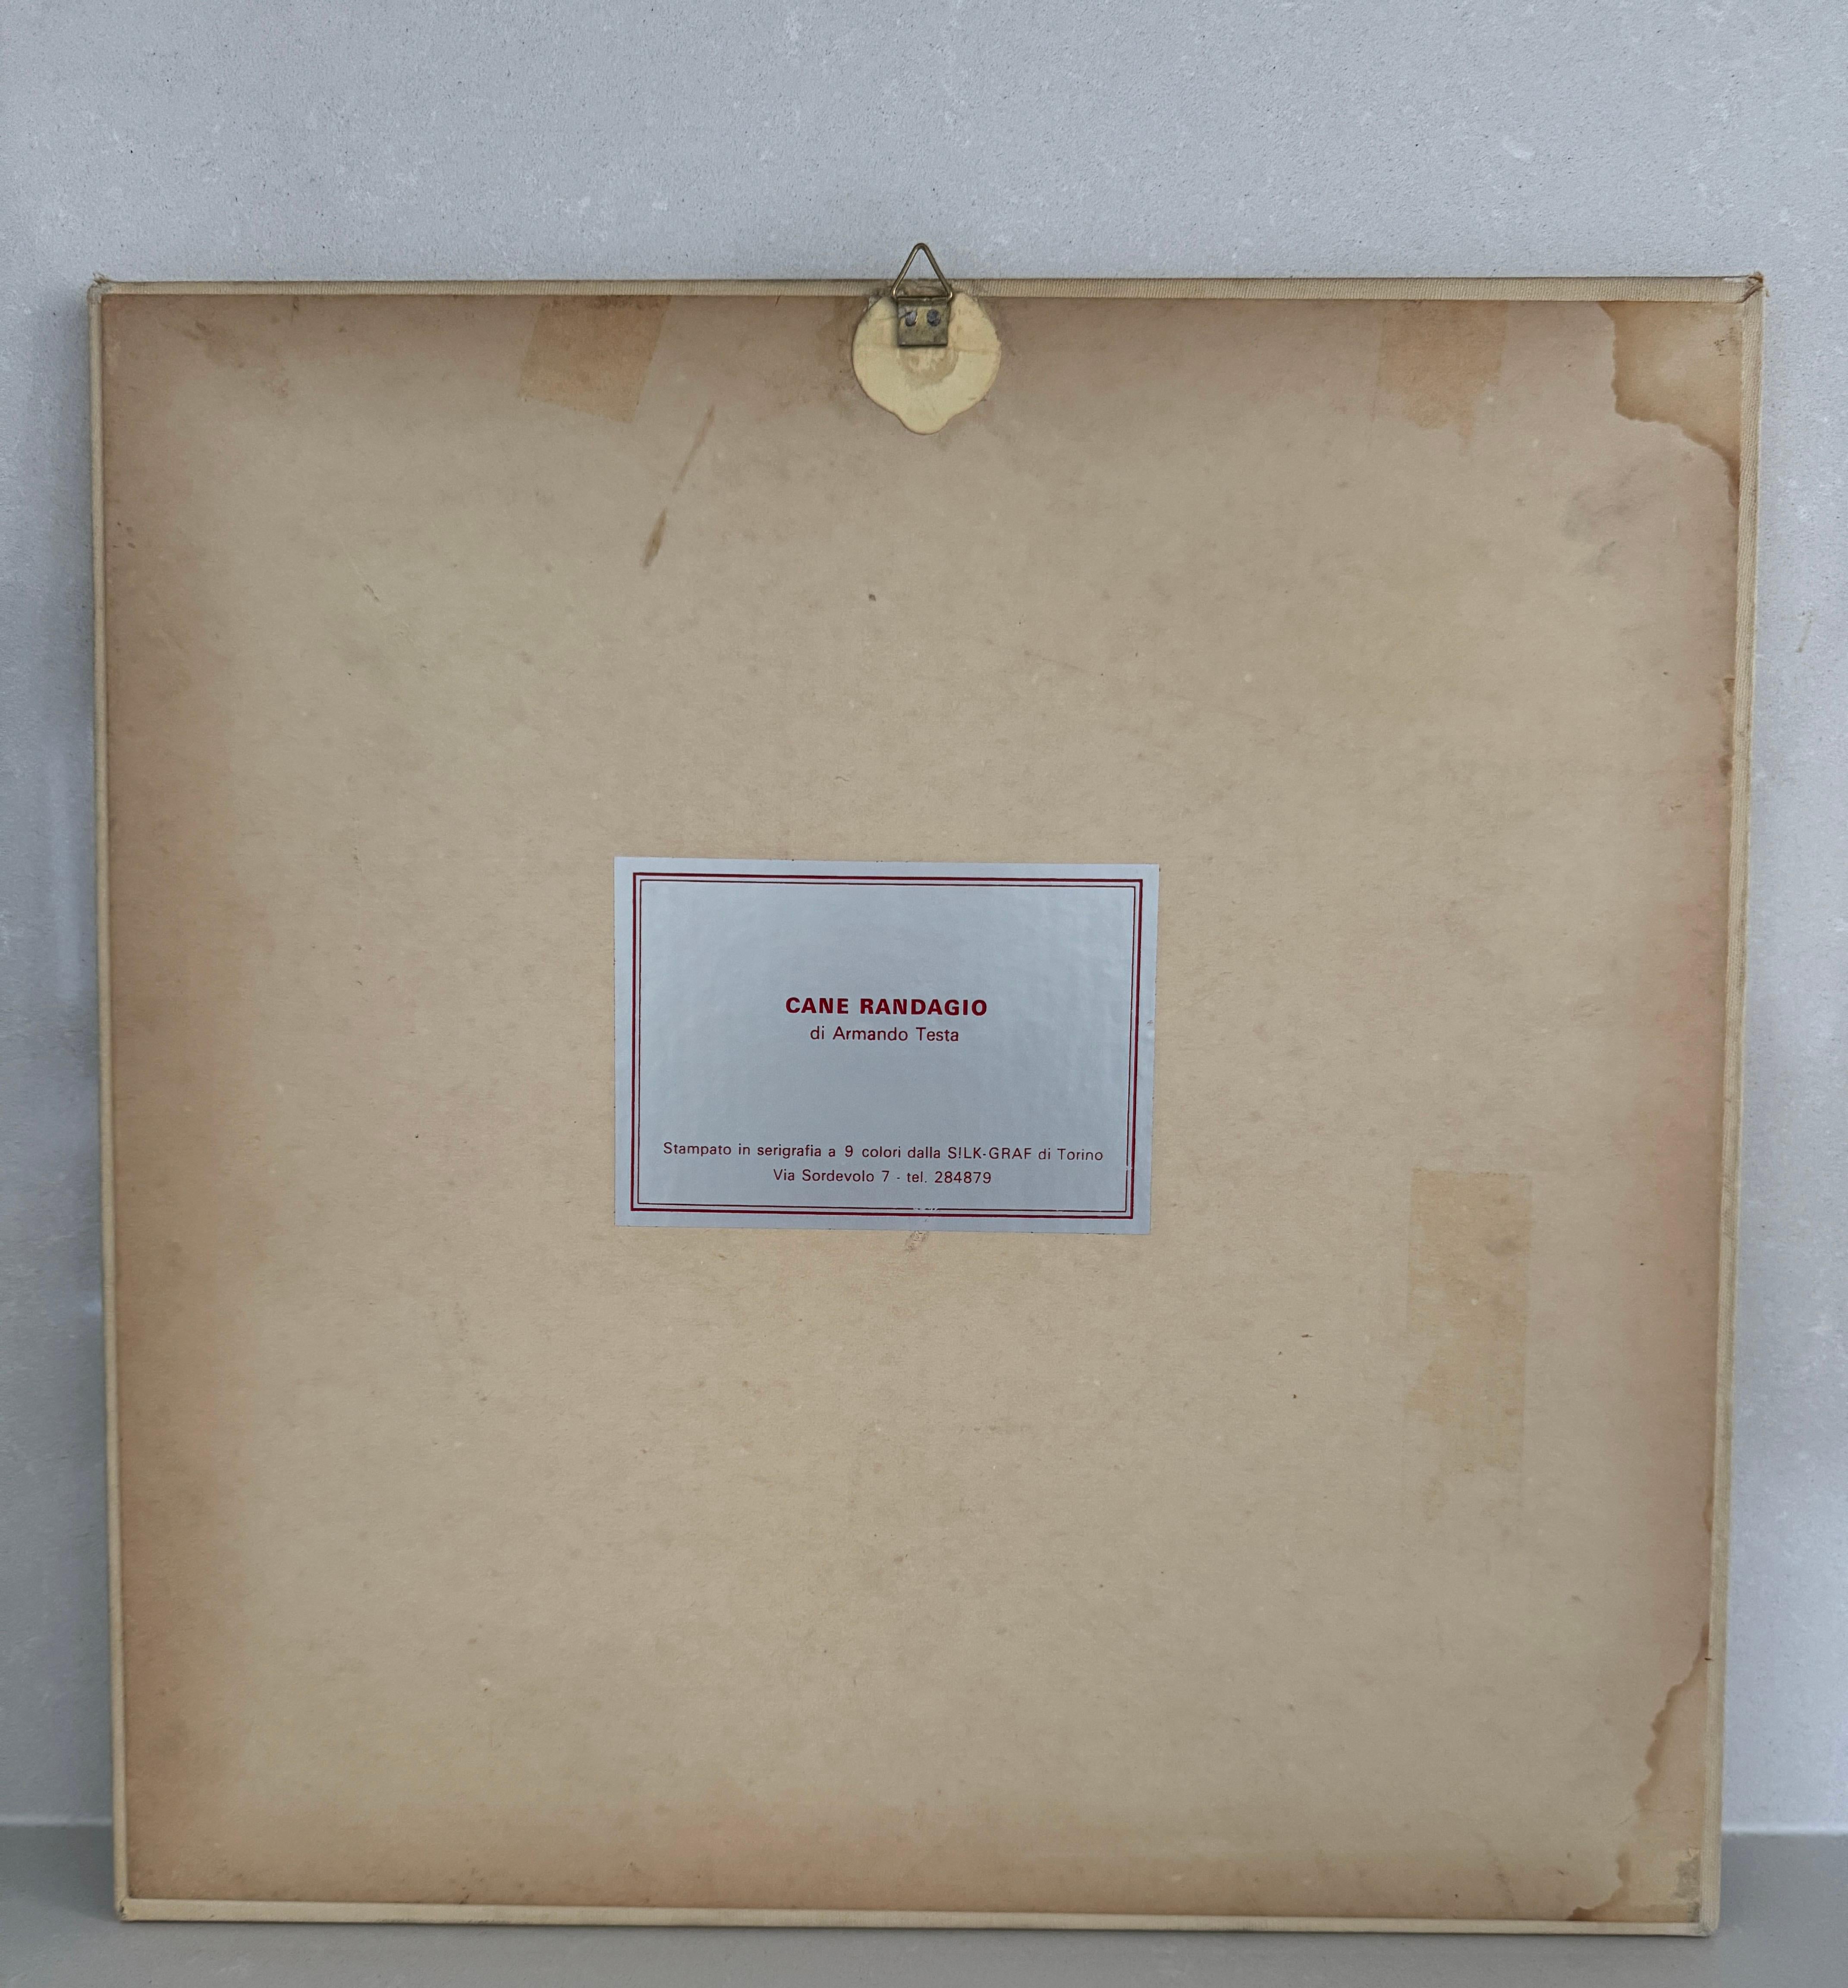 CANE RANDAGIO
di Armando Testa
Stampato in serigrafia a 9 colori dalla SILK-GRAF di Torino
Via Sordevolo 7 - tel. 284879